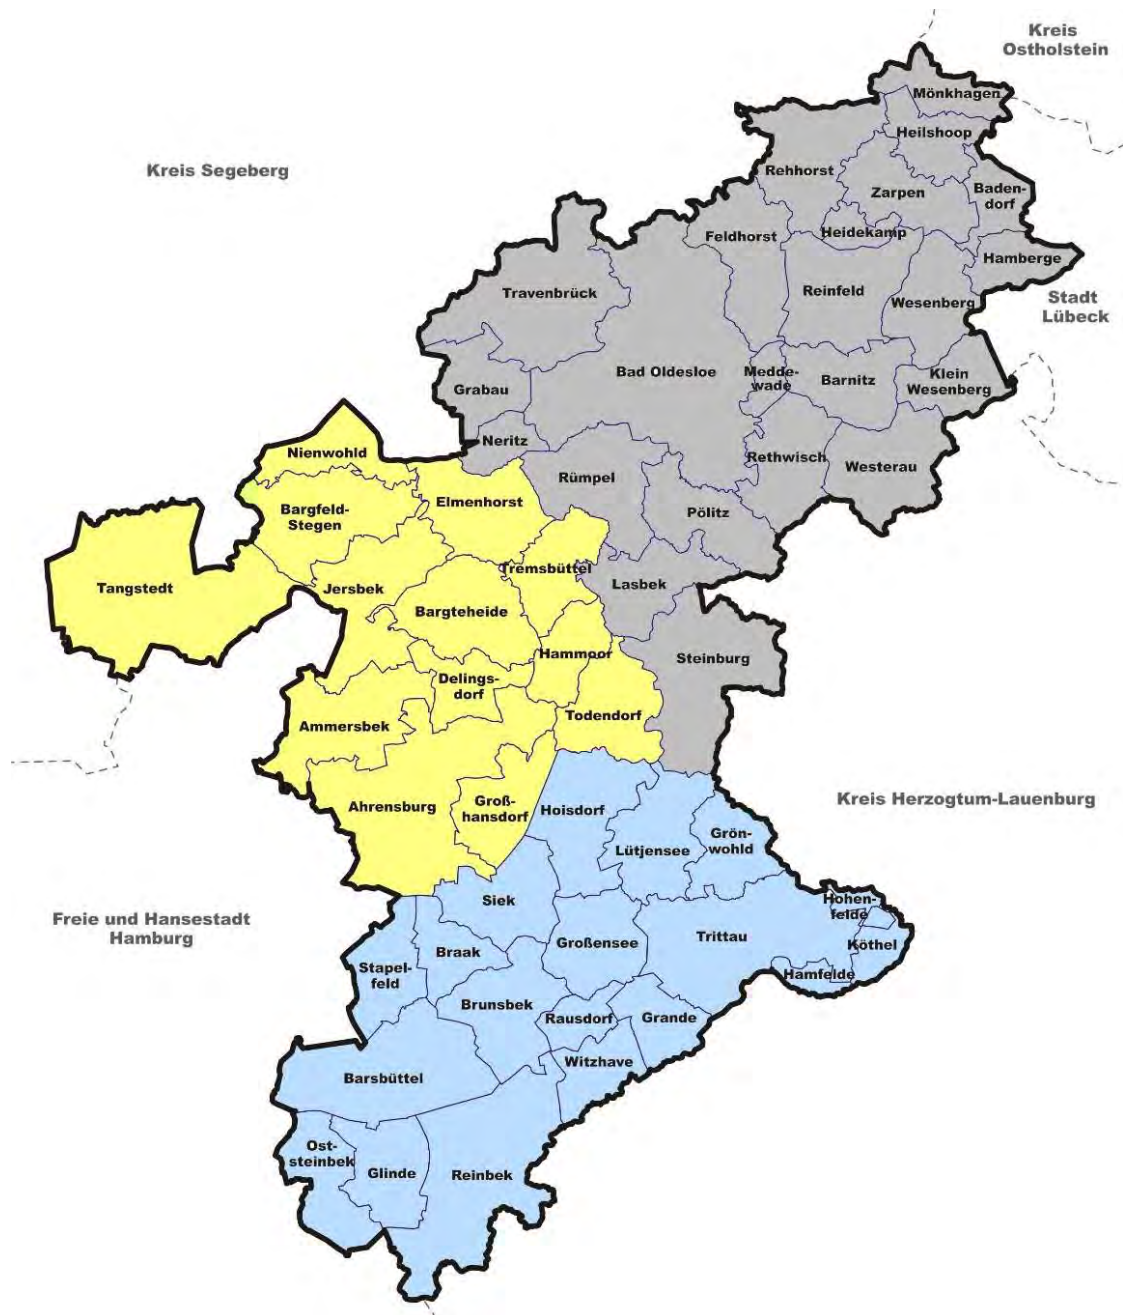 Kreis
Ostholstein
Mönkhagen
Heilshoop
Kreis Segeberg
Rehhorst
Zarpen
Baden-
dorf
Heidekamp
Feldhorst
Hamberge
Travenbrück
Reinfeld
Wesenberg
Stadt
Lübeck
Bad Oldesloe
Medde-
wade
Barnitz
Klein
Wesenberg
Grabau
Neritz
Nienwohld
Rethwisch
Westerau
Rümpel
Elmenhorst
Bargfeld-
Stegen
Pölitz
Tremsbüttel
Lasbek
Tangstedt
Jersbek
Bargteheide
Hammoor
Steinburg
Delings-
dorf
Todendorf
Ammersbek
Ahrensburg
Groß-
hansdorf
Hoisdorf
Kreis Herzogtum-Lauenburg
Lütjensee
Grön-
wohld
Siek
Hohen-
felde
Freie und Hansestadt
Hamburg
Trittau
Großensee
Köthel
Braak
Stapel-
feld
Hamfelde
Brunsbek
Rausdorf
Grande
Witzhave
Barsbüttel
Ost-
steinbek
Glinde
Reinbek